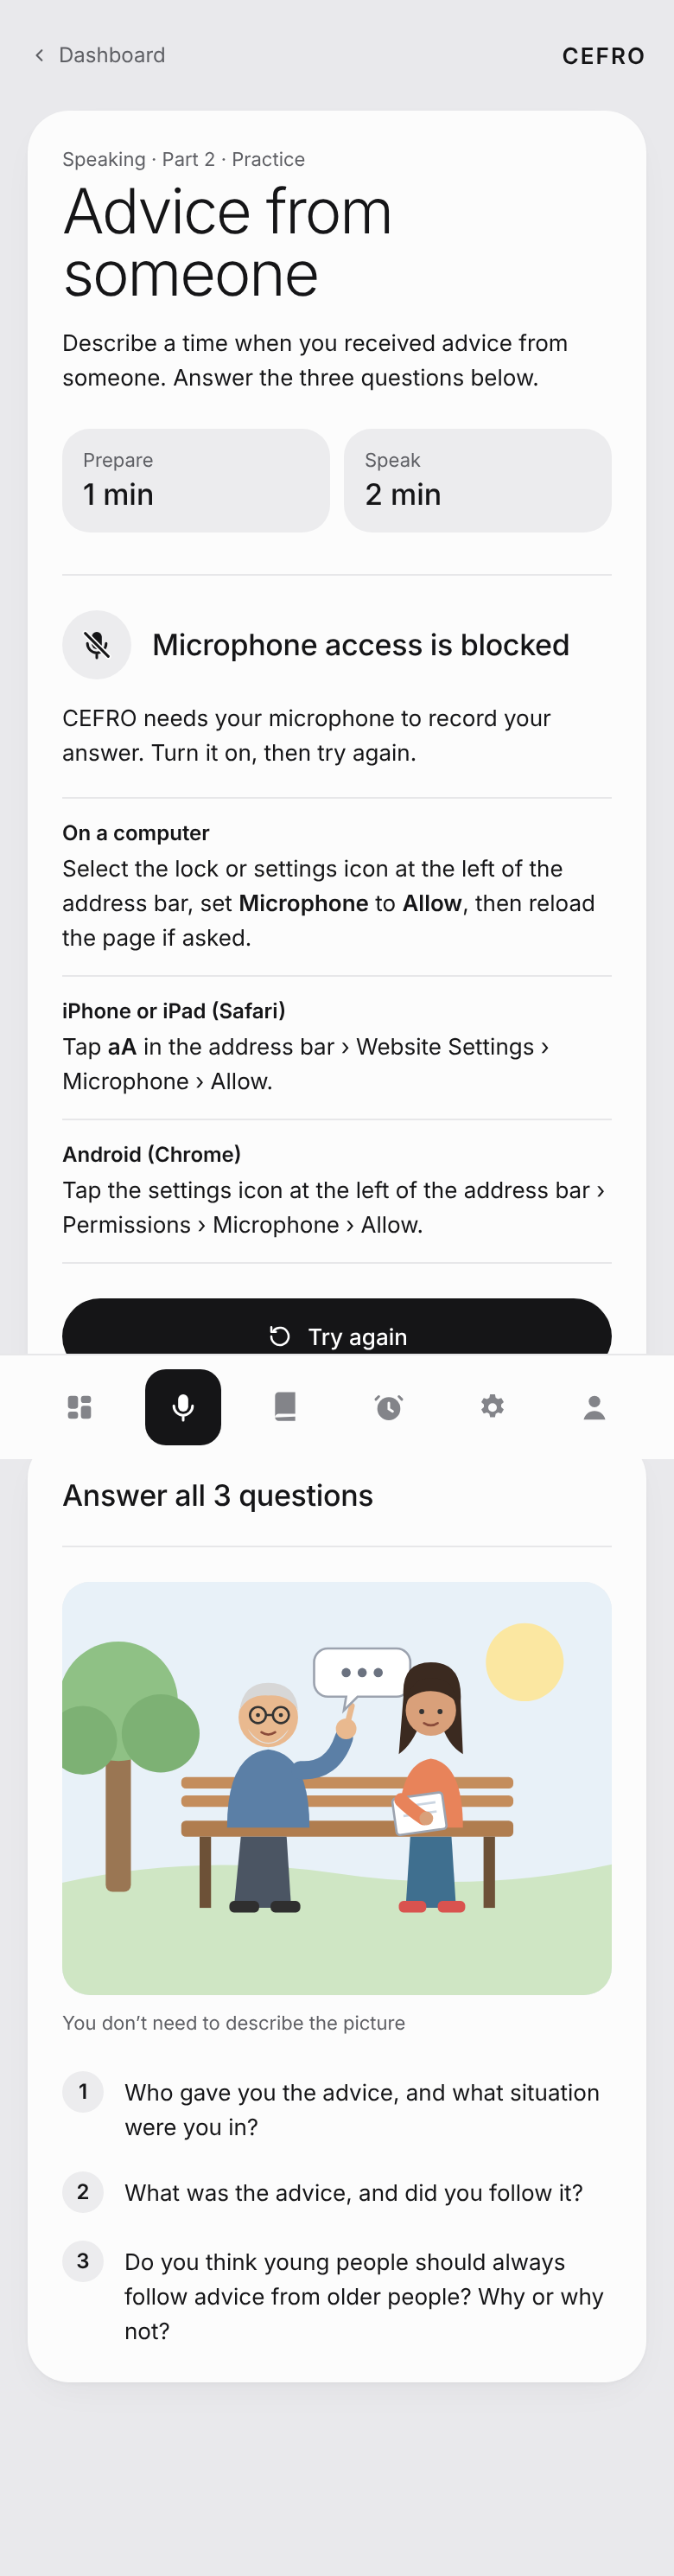 Dashboard
CEFRO
Speaking · Part 2 · Practice
Advice from
someone
Describe a time when you received advice from
someone. Answer the three questions below.
Prepare
1 min
Speak
2 min
Microphone access is blocked
CEFRO needs your microphone to record your
answer. Turn it on, then try again.
On a computer
Select the lock or settings icon at the left of the
address bar, set Microphone to Allow, then reload
the page if asked.
iPhone or iPad (Safari)
Tap aA in the address bar › Website Settings ›
Microphone › Allow.
Android (Chrome)
Tap the settings icon at the left of the address bar ›
Permissions › Microphone › Allow.
Try again
Answer all 3 questions
You don’t need to describe the picture
1 Who gave you the advice, and what situation
were you in?
2 What was the advice, and did you follow it?
3 Do you think young people should always
follow advice from older people? Why or why
not?